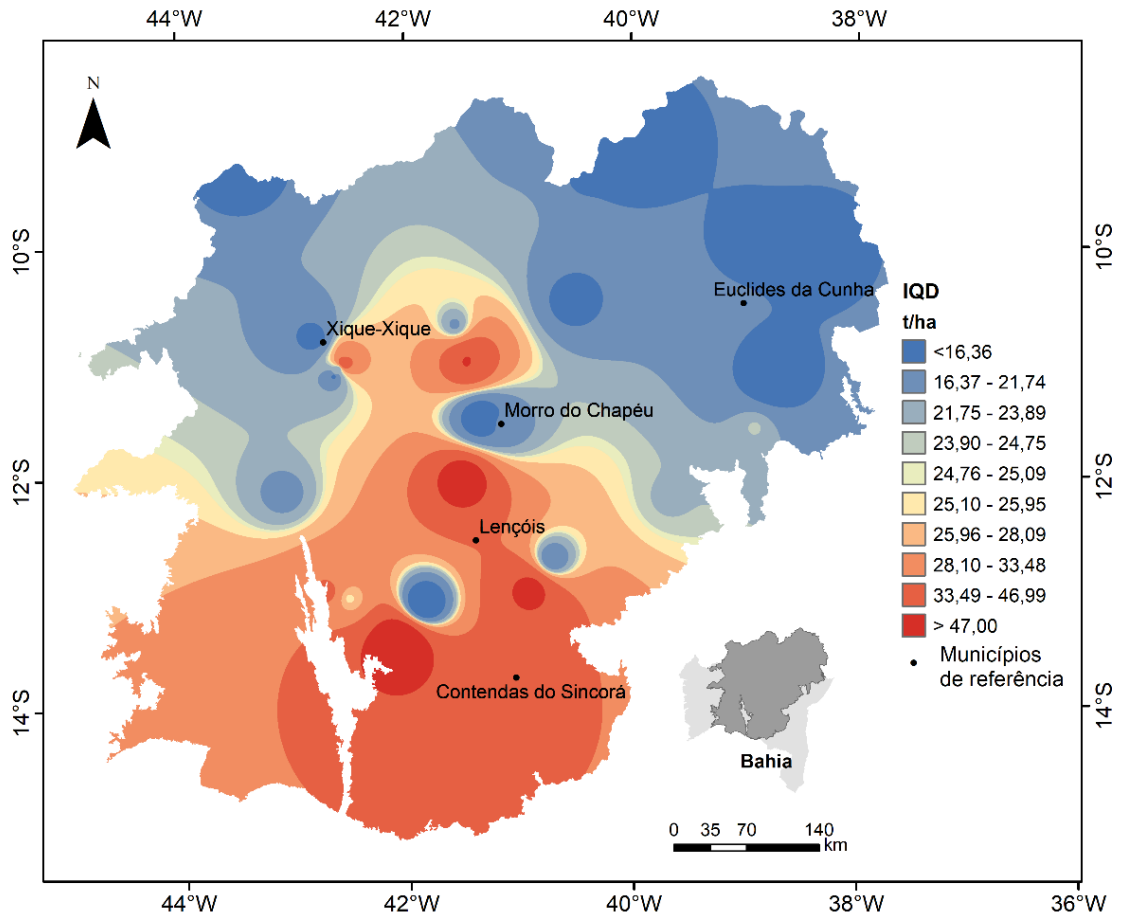 44°W 42°W 40°W 38°W
N
10°S 10°S
Euclides da Cunha
IQD
t/ha
Xique-Xique
<16,36
16,37 - 21,74
21,75 - 23,89
Morro do Chapéu
23,90 - 24,75
12°S 12°S
24,76 - 25,09
25,10 - 25,95
Lençóis
25,96 - 28,09
28,10 - 33,48
33,49 - 46,99
> 47,00
Municípios
de referência
Contendas do Sincorá
14°S 14°S
Bahia
0 35 70 140
km
44°W 42°W 40°W 38°W 36°W